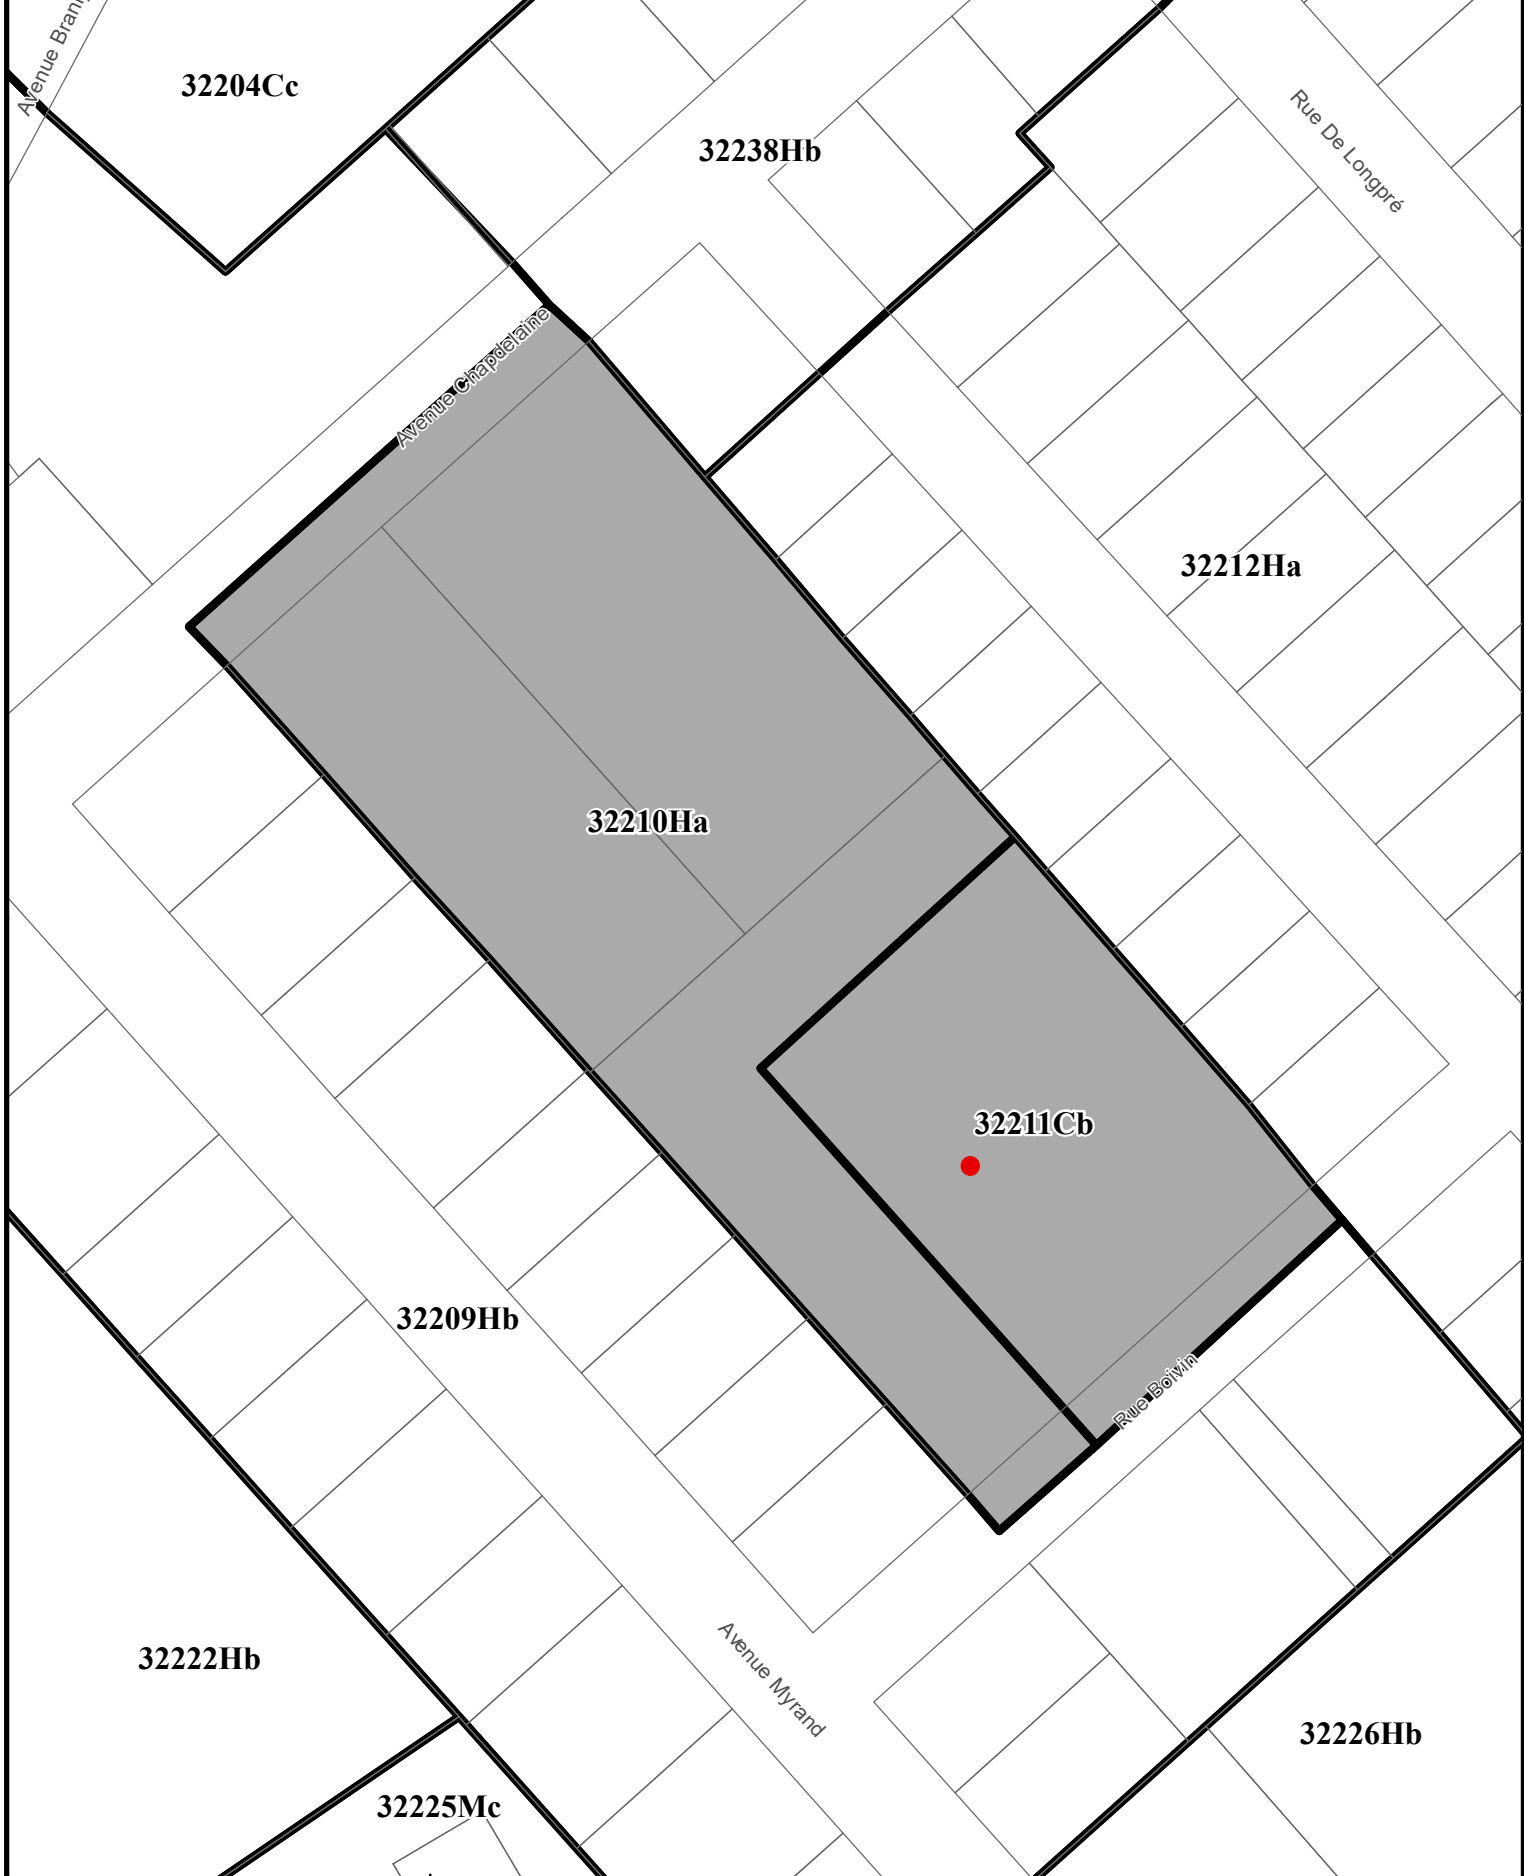 32204Cc
32238Hb
Rue De Longpré
Avenue Chapdelaine
32212Ha
32210Ha
32211Cb
32209Hb
Rue Boivin
Avenue Myrand
32222Hb
32226Hb
32225Mc